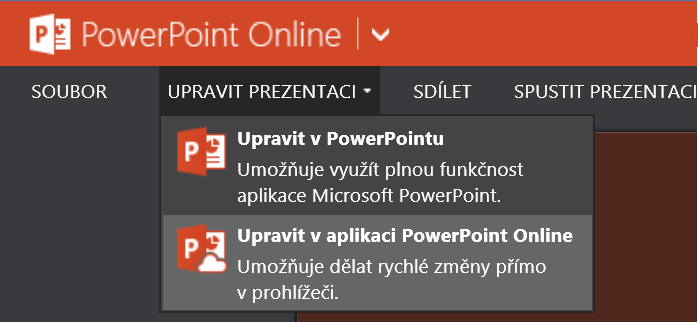 PowerPoint Online
SOUBOR UPRAVIT PREZENTACI SDÍLET SPUSTIT PREZENTACI
Upravit v PowerPointu
Umožňuje využít plnou funkčnost
aplikace Microsoft PowerPoint.
Upravit v aplikaci PowerPoint Online
Umožňuje dělat rychlé změny přímo
v prohlížeči.